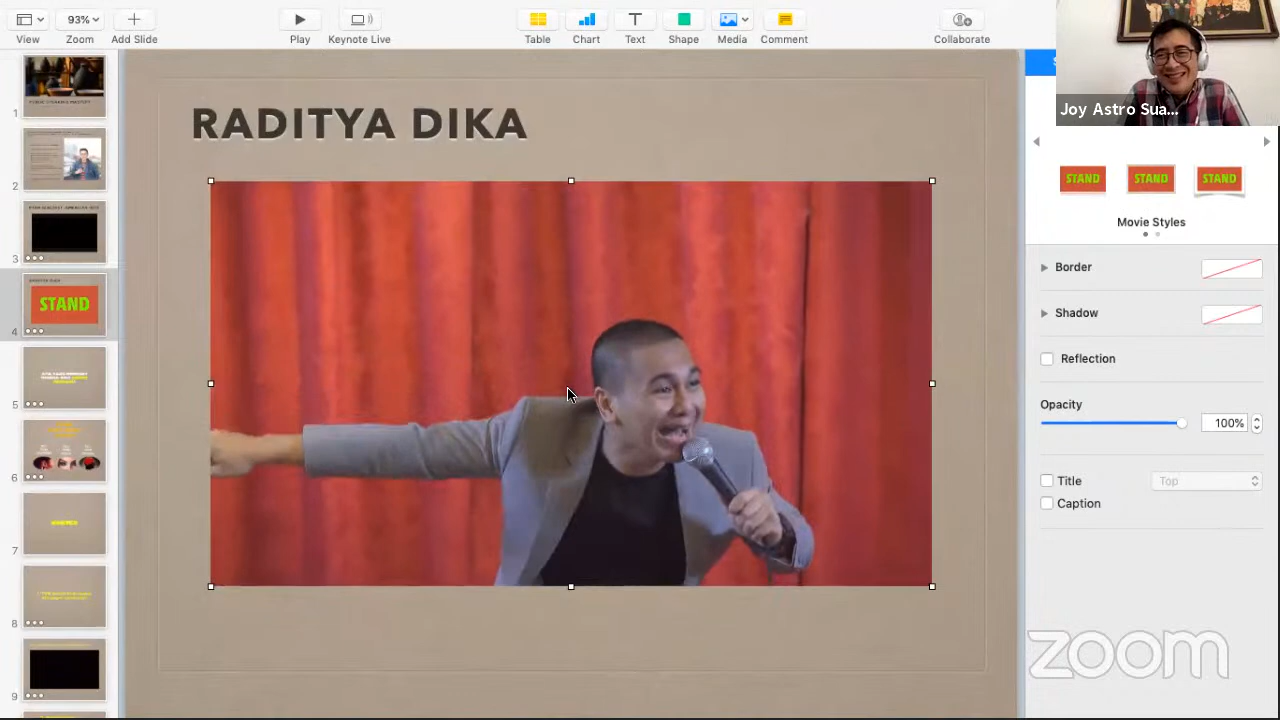 93%
View
Zoom
Add Slide
Play
Keynote Live
Table
Chart
Text
Shape
Media
Comment
Collaborate
Joy Astro Sua...
RADITYA DIKA
STAND
STAND
STAND
Movie Styles
Border
Shadow
Reflection
Opacity
100%
Title
Top
Caption
1
2
3
4
STAND
5
6
7
8
9
zoom